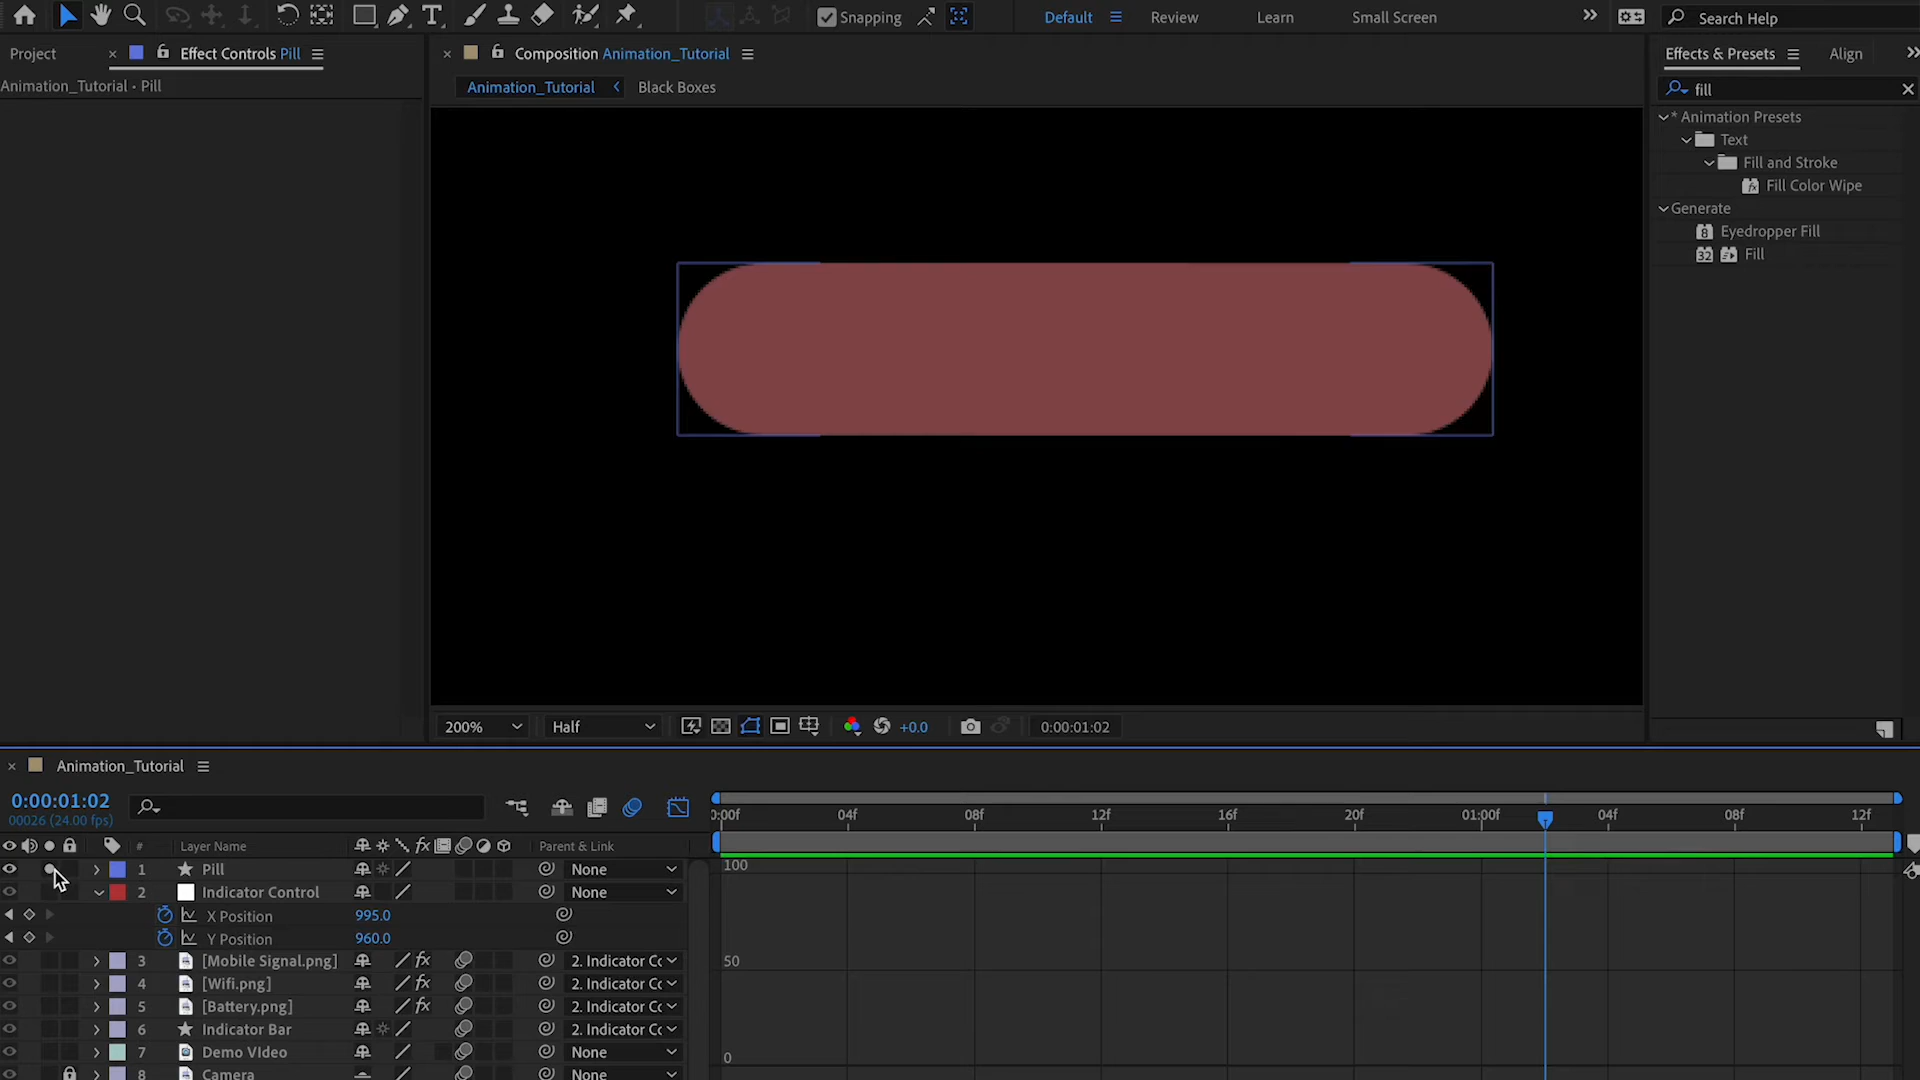 Snapping
Default
Review
Learn
Small Screen
Search Help
Project
Effect Controls Pill
Composition Animation_Tutorial
Effects & Presets
Align
Animation_Tutorial • Pill
Animation_Tutorial
Black Boxes
fill
* Animation Presets
Text
Fill and Stroke
Fill Color Wipe
Generate
Eyedropper Fill
Fill
200%
Half
+0.0
0:00:01:02
Animation_Tutorial
0:00:01:02
00026 (24.00 fps)
:00f 04f 08f 12f 16f 20f 01:00f 04f 08f 12f
# Layer Name Parent & Link
1 Pill None
2 Indicator Control None
X Position 995.0
Y Position 960.0
3 [Mobile Signal.png] 2. Indicator Cc
4 [Wifi.png] 2. Indicator Cc
5 [Battery.png] 2. Indicator Cc
6 Indicator Bar 2. Indicator Cc
7 Demo VIdeo None
8 Camera None
100
50
0